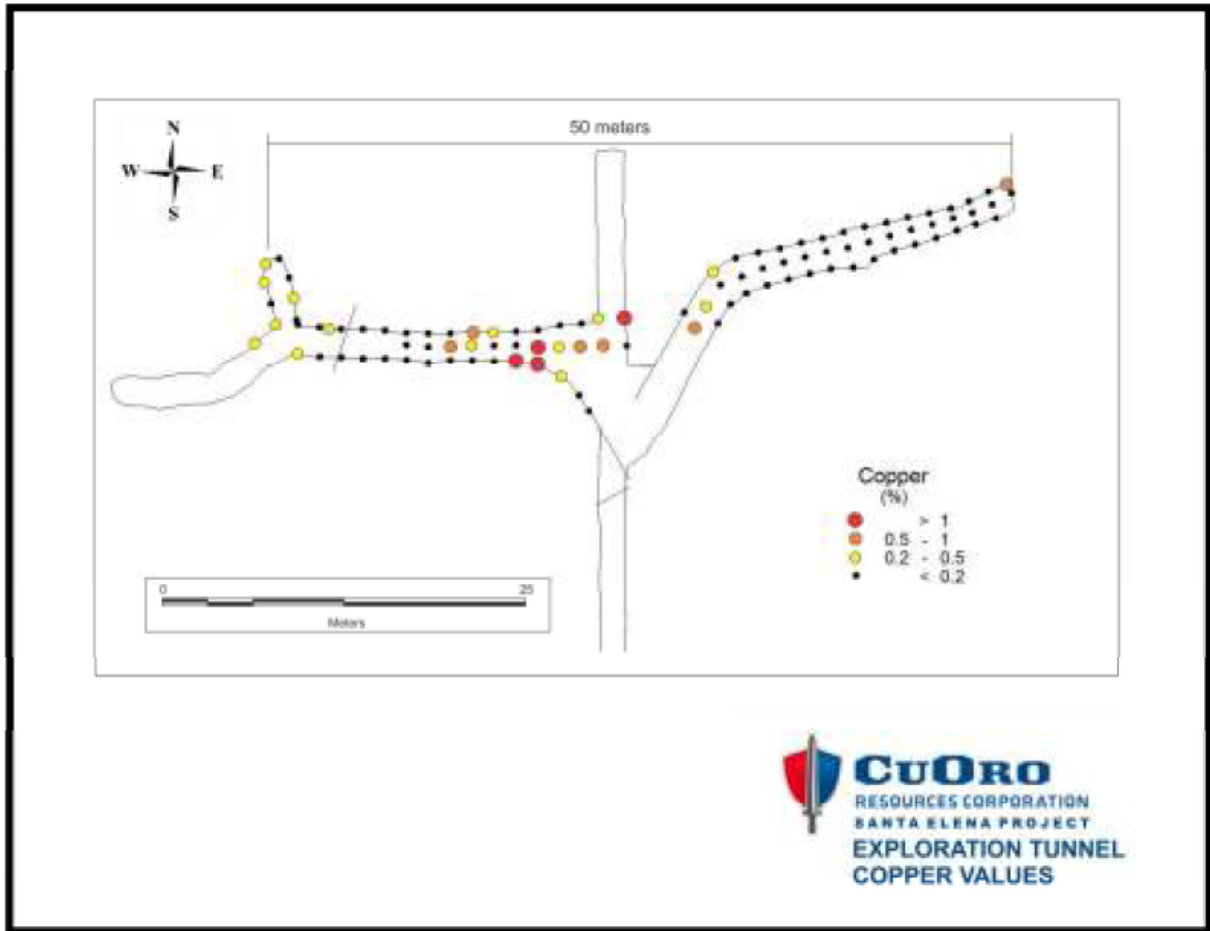 N
W E
S
50 meters
Copper
(%)
> 1
0.5 - 1
0.2 - 0.5
< 0.2
0 25
Meters
CUORO
RESOURCES CORPORATION
SANTA ELENA PROJECT
EXPLORATION TUNNEL
COPPER VALUES